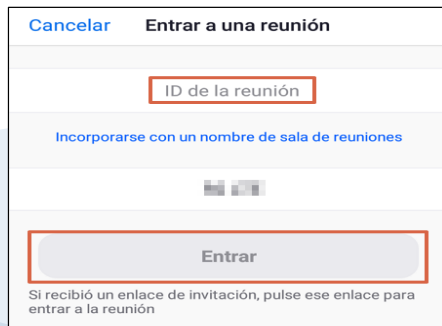 Cancelar Entrar a una reunión
ID de la reunión
Incorporarse con un nombre de sala de reuniones
Entrar
Si recibió un enlace de invitación, pulse ese enlace para
entrar a la reunión